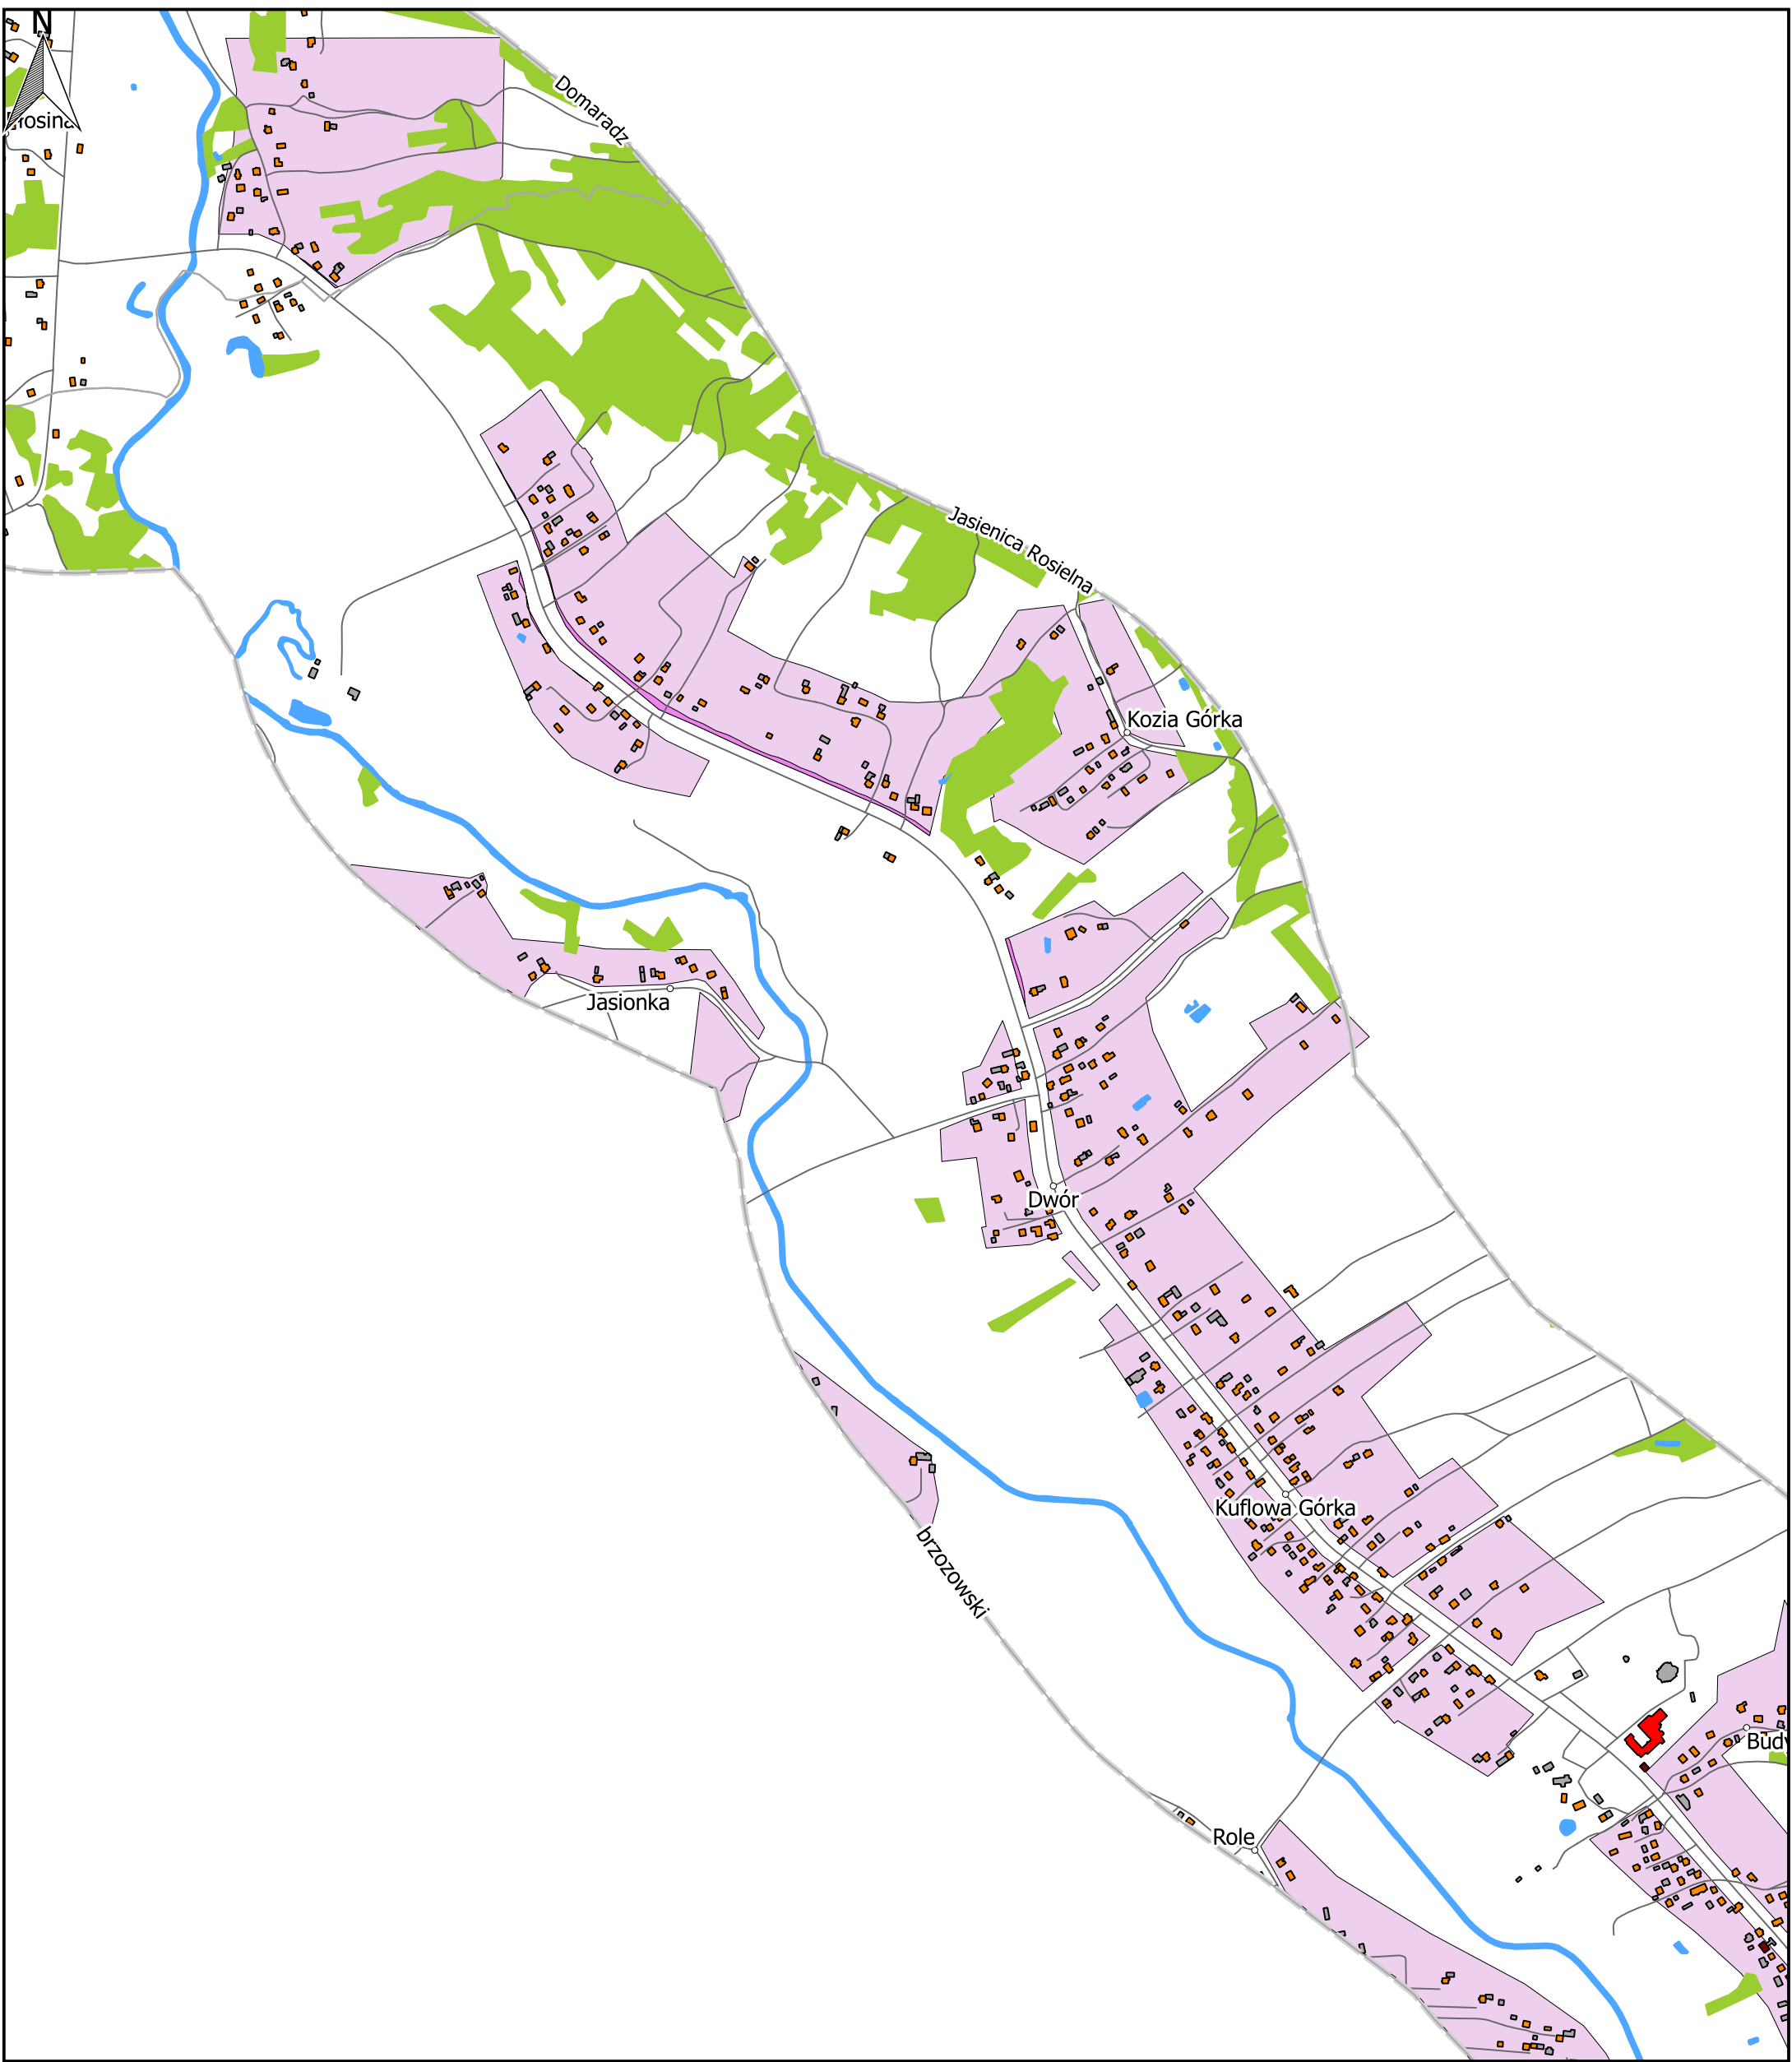 N
Domaradz
Jasienica Rosielna
Kozia Górka
Jasionka
Dwór
Kuflowa Górka
brzozowski
Role